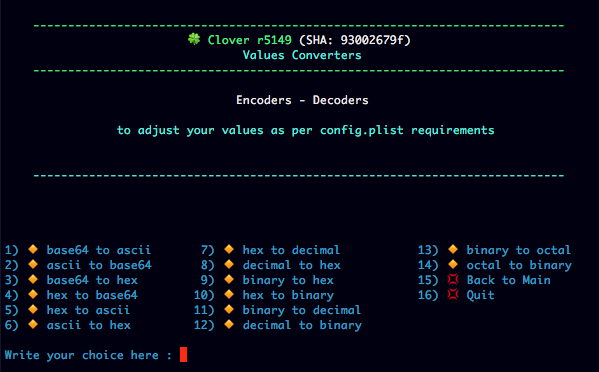 🍀 Clover r5149 (SHA: 93002679f)
Values Converters
Encoders - Decoders
to adjust your values as per config.plist requirements
1) 🔶 base64 to ascii 7) 🔶 hex to decimal 13) 🔶 binary to octal
2) 🔶 ascii to base64 8) 🔶 decimal to hex 14) 🔶 octal to binary
3) 🔶 base64 to hex 9) 🔶 binary to hex 15) 💢 Back to Main
4) 🔶 hex to base64 10) 🔶 hex to binary 16) 💢 Quit
5) 🔶 hex to ascii 11) 🔶 binary to decimal
6) 🔶 ascii to hex 12) 🔶 decimal to binary
Write your choice here :